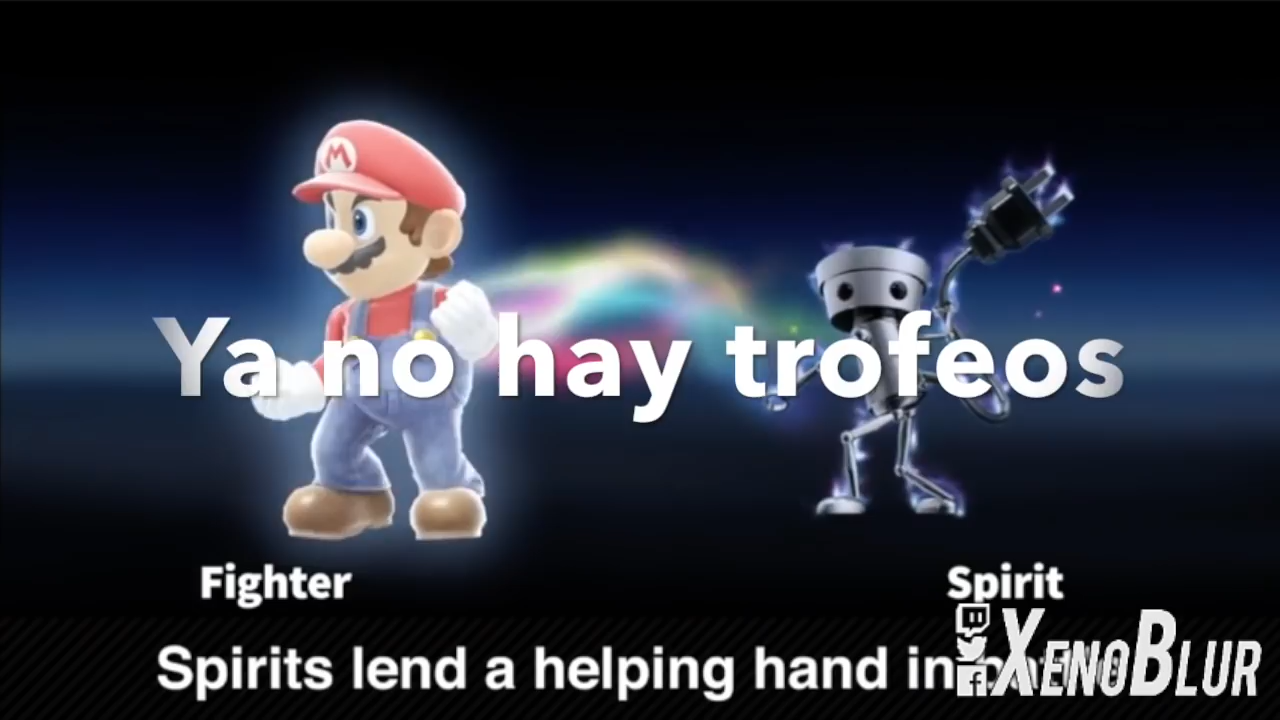 M
Ya no hay trofeos
Fighter
Spirit
Spirits lend a helping hand in
XENOBLUR